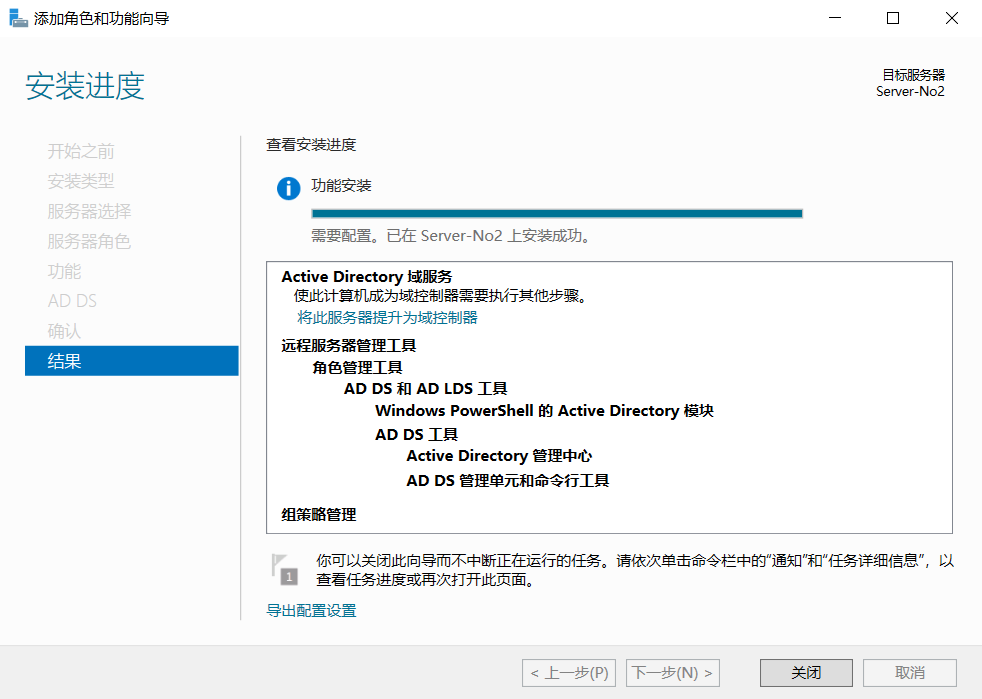 添加角色和功能向导
安装进度
目标服务器
Server-No2
开始之前
安装类型
服务器选择
服务器角色
功能
AD DS
确认
结果
查看安装进度
功能安装
需要配置。已在 Server-No2 上安装成功。
Active Directory 域服务
使此计算机成为域控制器需要执行其他步骤。
将此服务器提升为域控制器
远程服务器管理工具
角色管理工具
AD DS 和 AD LDS 工具
Windows PowerShell 的 Active Directory 模块
AD DS 工具
Active Directory 管理中心
AD DS 管理单元和命令行工具
组策略管理
1
你可以关闭此向导而不中断正在运行的任务。请依次单击命令栏中的“通知”和“任务详细信息”，以
查看任务进度或再次打开此页面。
导出配置设置
< 上一步(P)
下一步(N) >
关闭
取消